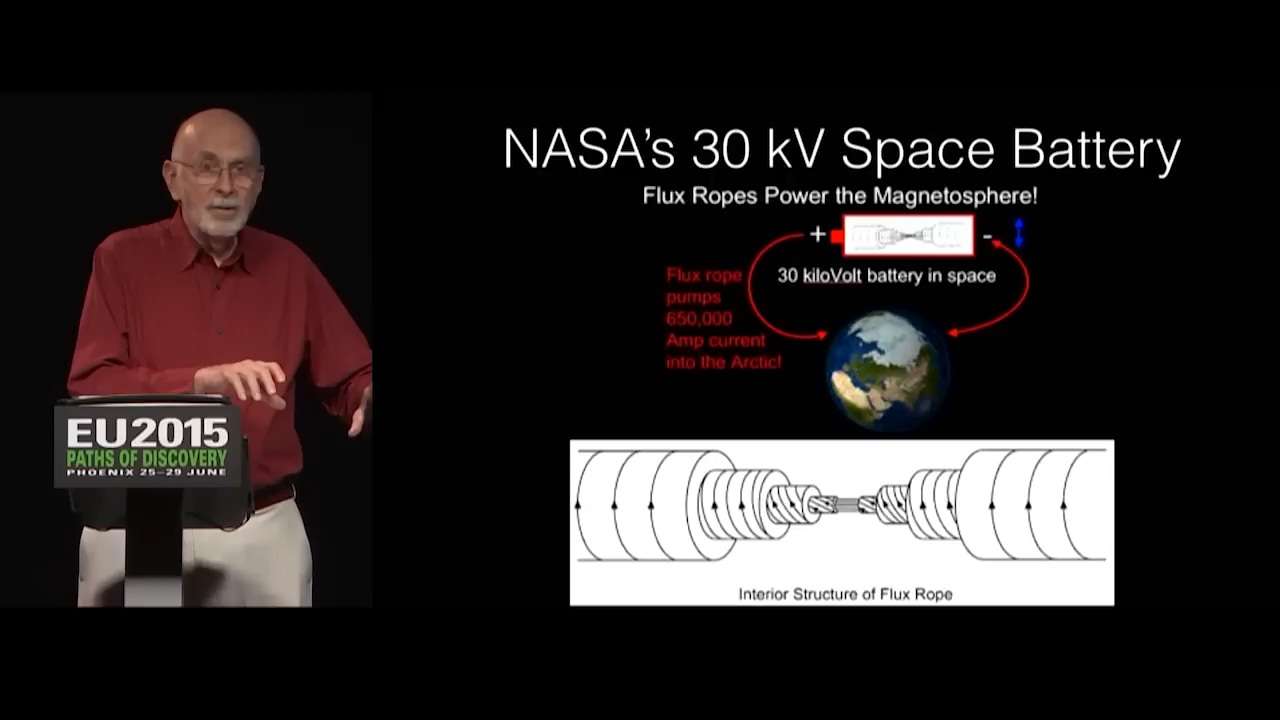 NASA's 30 kV Space Battery
Flux Ropes Power the Magnetosphere!
+
-
30 kiloVolt battery in space
Flux rope
pumps
650,000
Amp current
into the Arctic!
Interior Structure of Flux Rope
EU2015
PATHS OF DISCOVERY
PHOENIX 25–29 JUNE